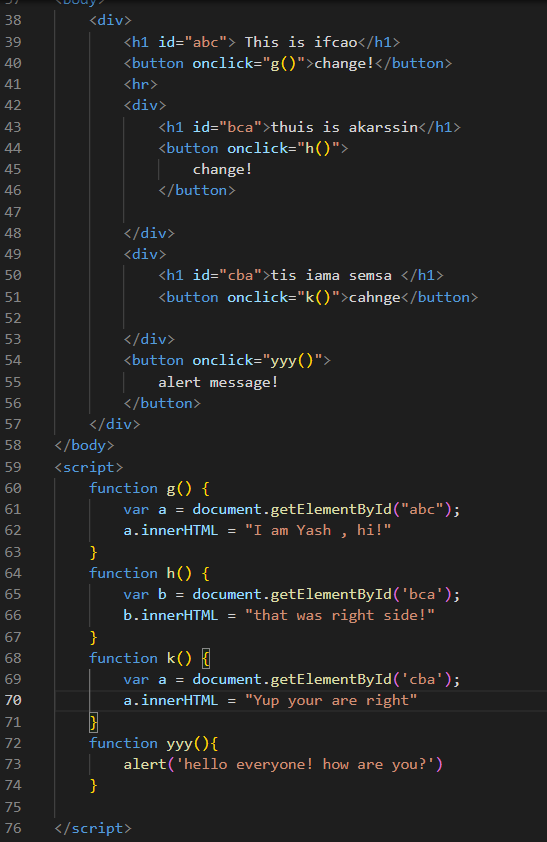 37 <body>
38 <div>
39 <h1 id="abc"> This is ifcao</h1>
40 <button onclick="g()">change!</button>
41 <hr>
42 <div>
43 <h1 id="bca">thuis is akarssin</h1>
44 <button onclick="h()">
45 change!
46 </button>
47
48 </div>
49 <div>
50 <h1 id="cba">tis iama semsa </h1>
51 <button onclick="k()">cahnge</button>
52
53 </div>
54 <button onclick="yyy()">
55 alert message!
56 </button>
57 </div>
58 </body>
59 <script>
60 function g() {
61 var a = document.getElementById("abc");
62 a.innerHTML = "I am Yash , hi!"
63 }
64 function h() {
65 var b = document.getElementById('bca');
66 b.innerHTML = "that was right side!"
67 }
68 function k() {
69 var a = document.getElementById('cba');
70 a.innerHTML = "Yup your are right"
71 }
72 function yyy(){
73 alert('hello everyone! how are you?')
74 }
75
76 </script>